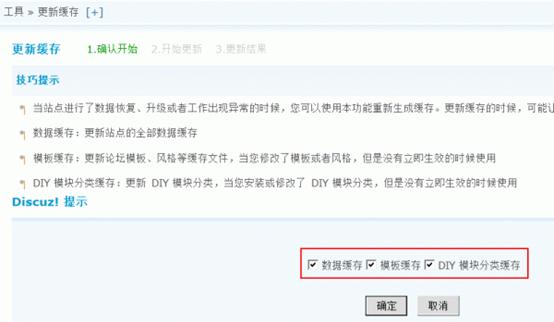 工具 » 更新缓存 [+]
更新缓存 1.确认开始 2.开始更新 3.更新结果
技巧提示
当站点进行了数据恢复、升级或者工作出现异常的时候，您可以使用本功能重新生成缓存。更新缓存的时候，可能让
数据缓存：更新站点的全部数据缓存
模板缓存：更新论坛模板、风格等缓存文件，当您修改了模板或者风格，但是没有立即生效的时候使用
DIY 模块分类缓存：更新 DIY 模块分类，当您安装或修改了 DIY 模块分类，但是没有立即生效的时候使用
Discuz! 提示
数据缓存 模板缓存 DIY 模块分类缓存
确定 取消